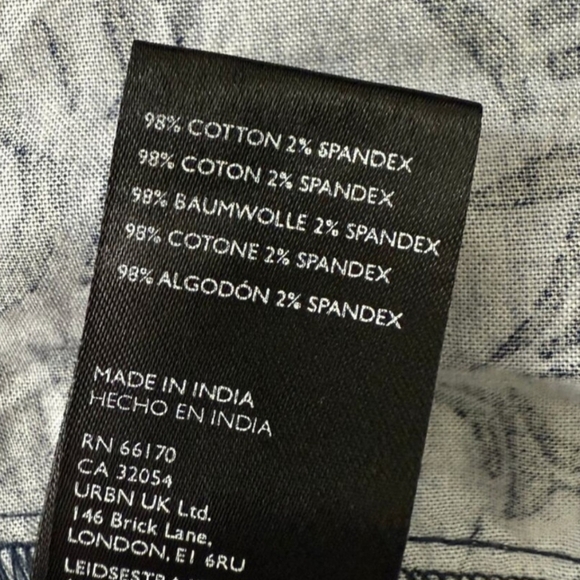 98% COTTON 2% SPANDEX
98% COTON 2% SPANDEX
98% BAUMWOLLE 2% SPANDEX
98% COTONE 2% SPANDEX
98% ALGODÓN 2% SPANDEX
MADE IN INDIA
HECHO EN INDIA
RN 66170
CA 32054
URBN UK Ltd.
146 Brick Lane,
LONDON, E1 6RU